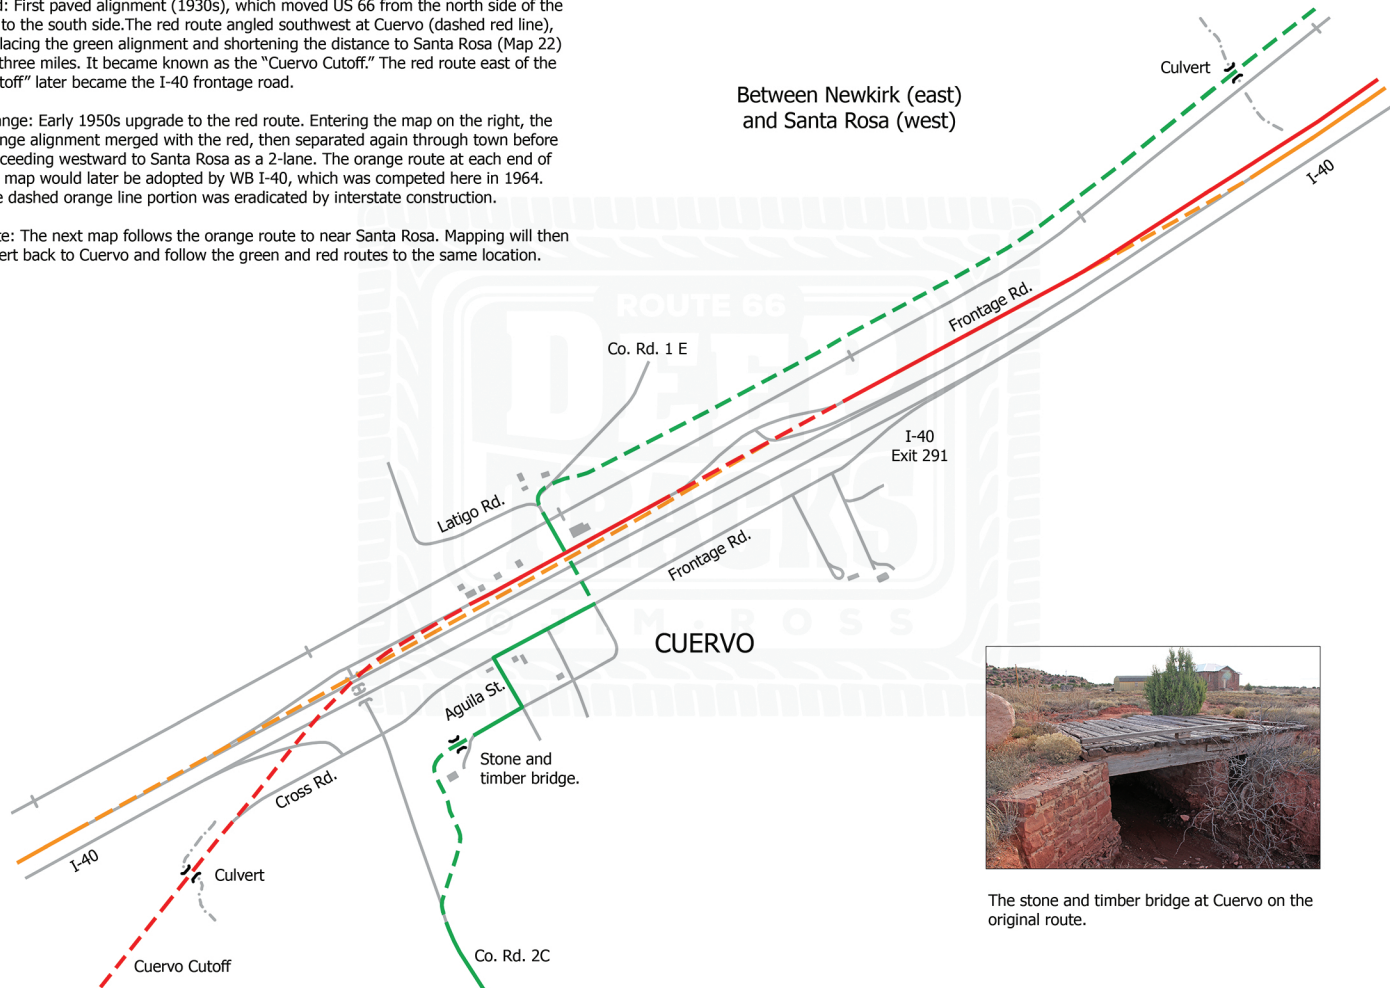 d: First paved alignment (1930s), which moved US 66 from the north side of the
to the south side.The red route angled southwest at Cuervo (dashed red line),
lacing the green alignment and shortening the distance to Santa Rosa (Map 22)
three miles. It became known as the “Cuervo Cutoff.” The red route east of the
toff” later became the I-40 frontage road.
nge: Early 1950s upgrade to the red route. Entering the map on the right, the
nge alignment merged with the red, then separated again through town before
ceeding westward to Santa Rosa as a 2-lane. The orange route at each end of
map would later be adopted by WB I-40, which was competed here in 1964.
e dashed orange line portion was eradicated by interstate construction.
te: The next map follows the orange route to near Santa Rosa. Mapping will then
ert back to Cuervo and follow the green and red routes to the same location.
Between Newkirk (east)
and Santa Rosa (west)
Culvert
I-40
Frontage Rd.
Co. Rd. 1 E
ROUTE 66
DEEP
TRACKS
© JIM • ROSS
I-40
Exit 291
Latigo Rd.
Frontage Rd.
CUERVO
Aguila St.
Stone and
timber bridge.
Cross Rd.
I-40
Culvert
Cuervo Cutoff
Co. Rd. 2C
The stone and timber bridge at Cuervo on the
original route.